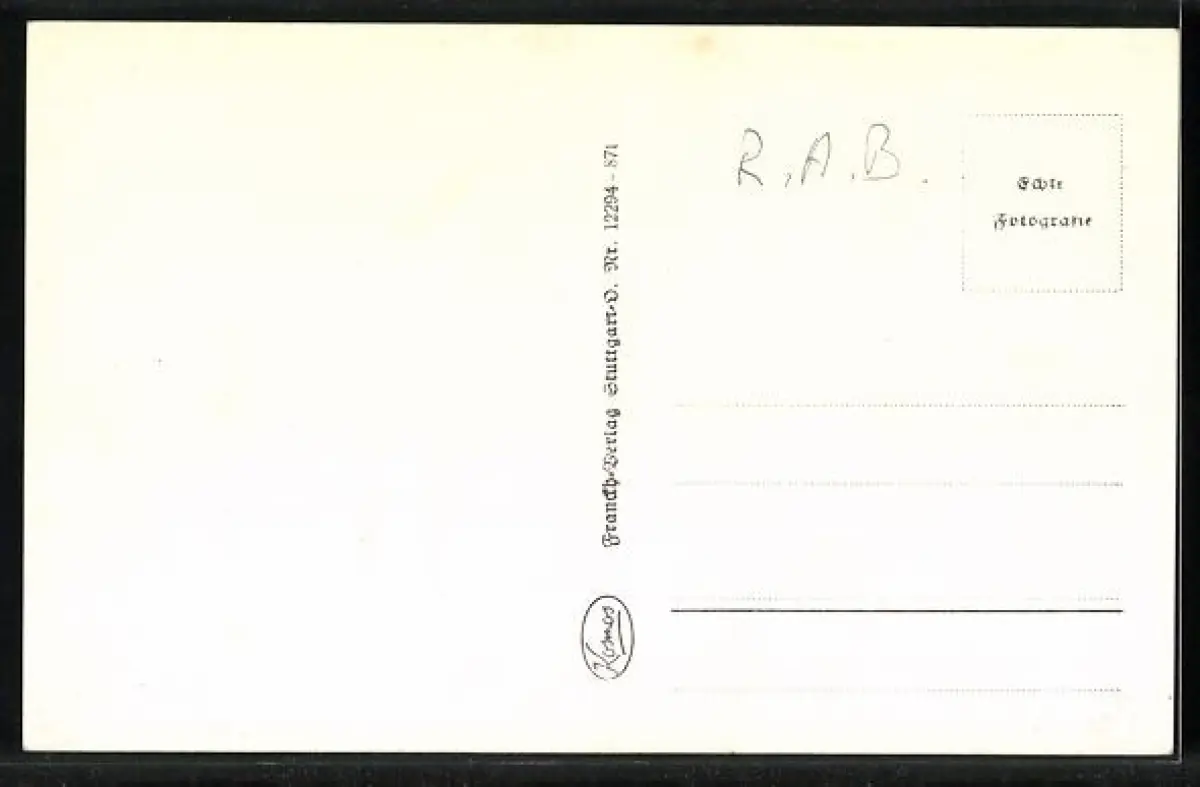 R. A. B.
Echte
Fotografie
Franckh-Verlag Stuttgart-O. Nr. 12294 - 871
Kosmos